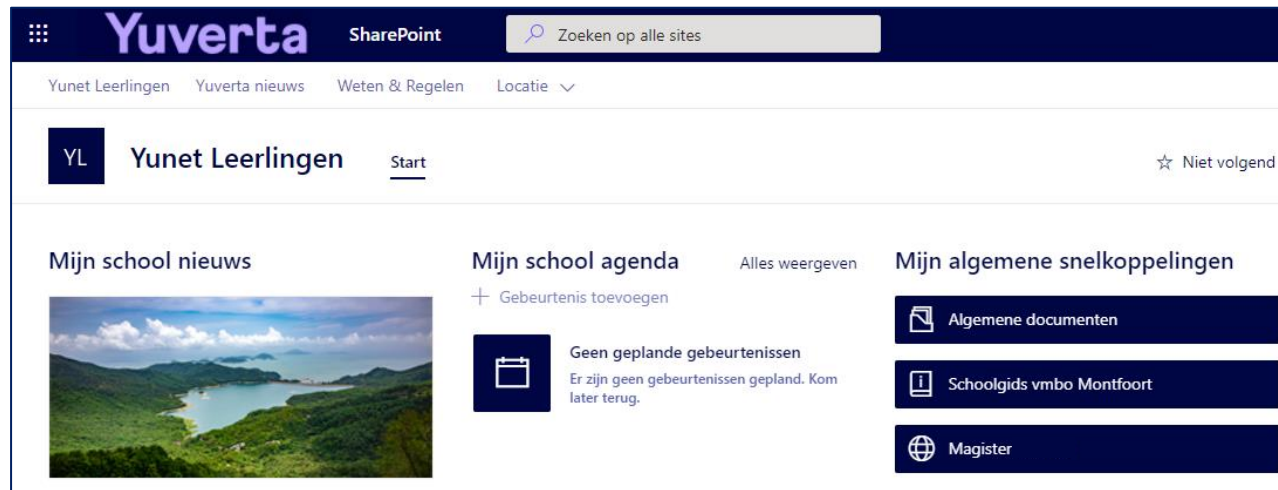 Yuverta SharePoint Zoeken op alle sites
Yunet Leerlingen Yuverta nieuws Weten & Regelen Locatie
YL Yunet Leerlingen Start Niet volgend
Mijn school nieuws
Mijn school agenda Alles weergeven
Gebeurtenis toevoegen
Geen geplande gebeurtenissen
Er zijn geen gebeurtenissen gepland. Kom
later terug.
Mijn algemene snelkoppelingen
Algemene documenten
Schoolgids vmbo Montfoort
Magister